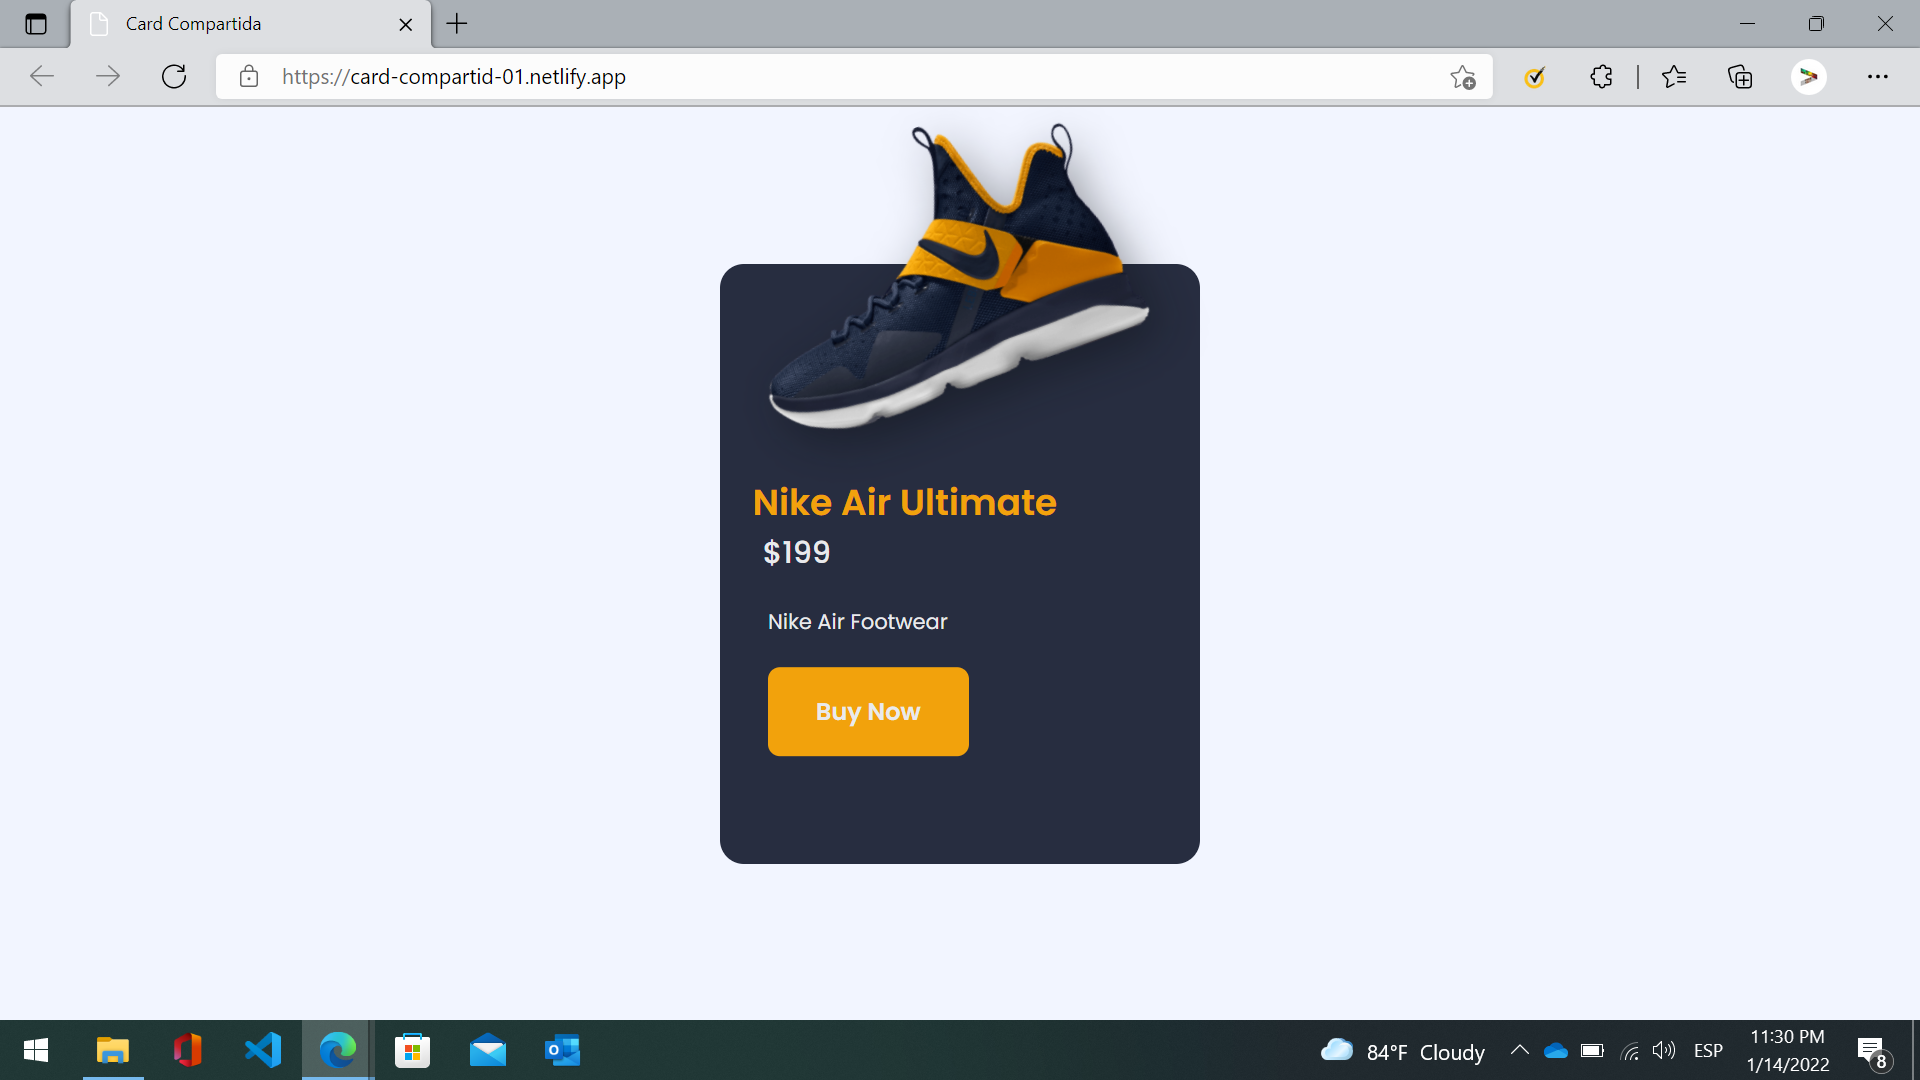 Card Compartida
https://card-compartid-01.netlify.app
Nike Air Ultimate
$199
Nike Air Footwear
Buy Now
84°F Cloudy
ESP
11:30 PM
1/14/2022
8